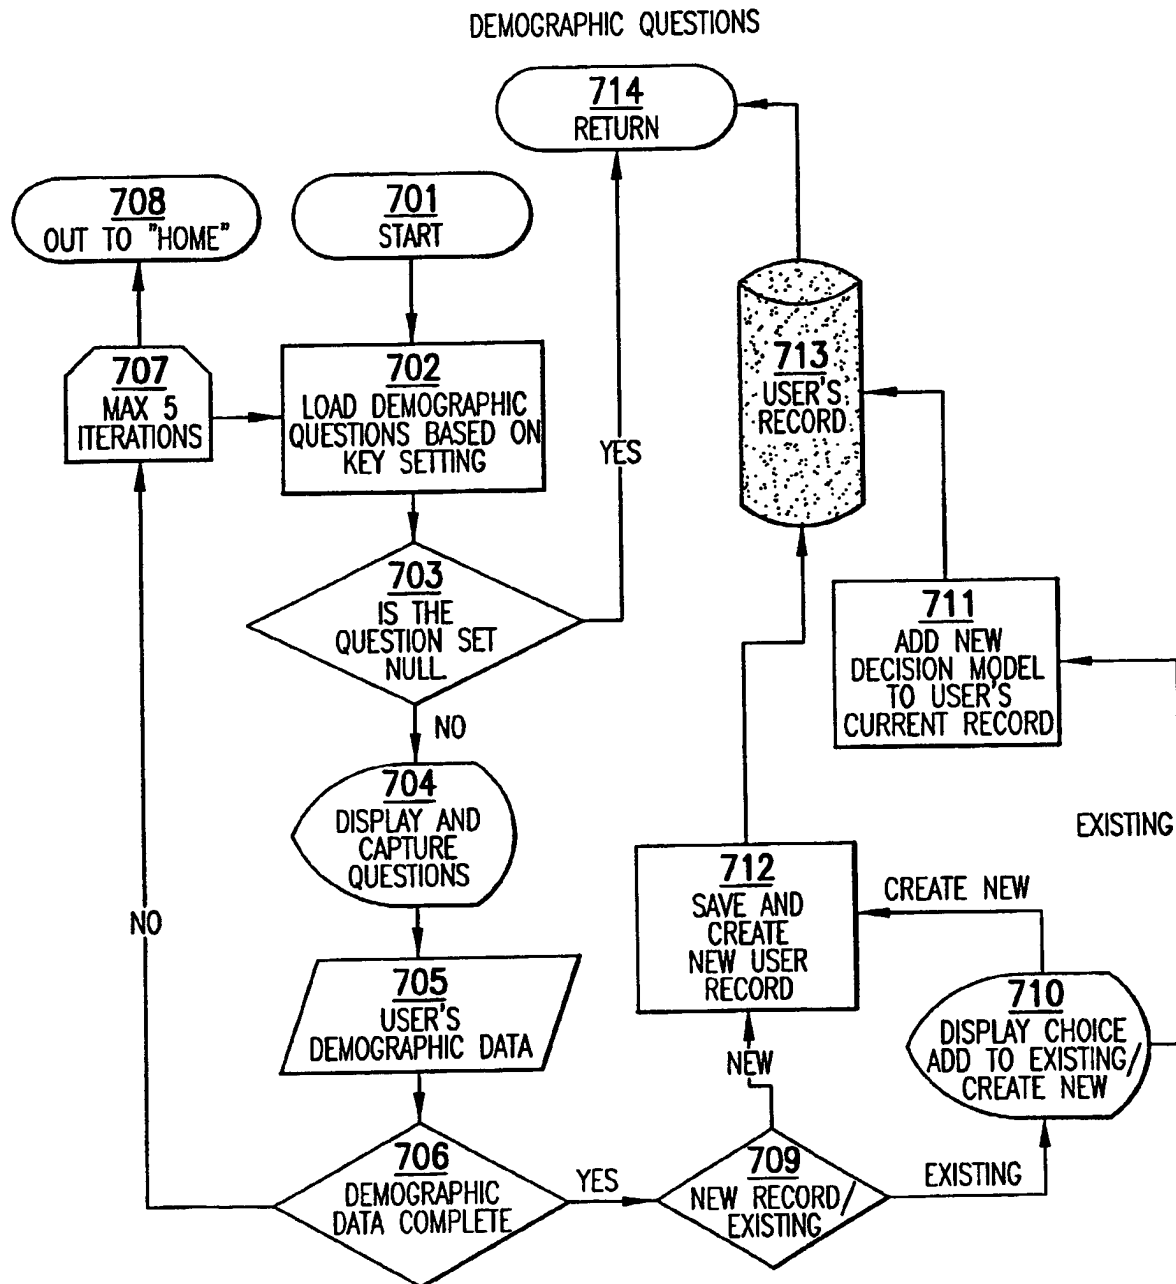 DEMOGRAPHIC QUESTIONS
714
RETURN
708
OUT TO "HOME"
701
START
707
MAX 5
ITERATIONS
702
LOAD DEMOGRAPHIC
QUESTIONS BASED ON
KEY SETTING
YES
713
USER'S
RECORD
703
IS THE
QUESTION SET
NULL
NO
711
ADD NEW
DECISION MODEL
TO USER'S
CURRENT RECORD
704
DISPLAY AND
CAPTURE
QUESTIONS
EXISTING
712
SAVE AND
CREATE
NEW USER
RECORD
CREATE NEW
NO
705
USER'S
DEMOGRAPHIC DATA
710
DISPLAY CHOICE
ADD TO EXISTING/
CREATE NEW
NEW
706
DEMOGRAPHIC
DATA COMPLETE
YES
709
NEW RECORD/
EXISTING
EXISTING